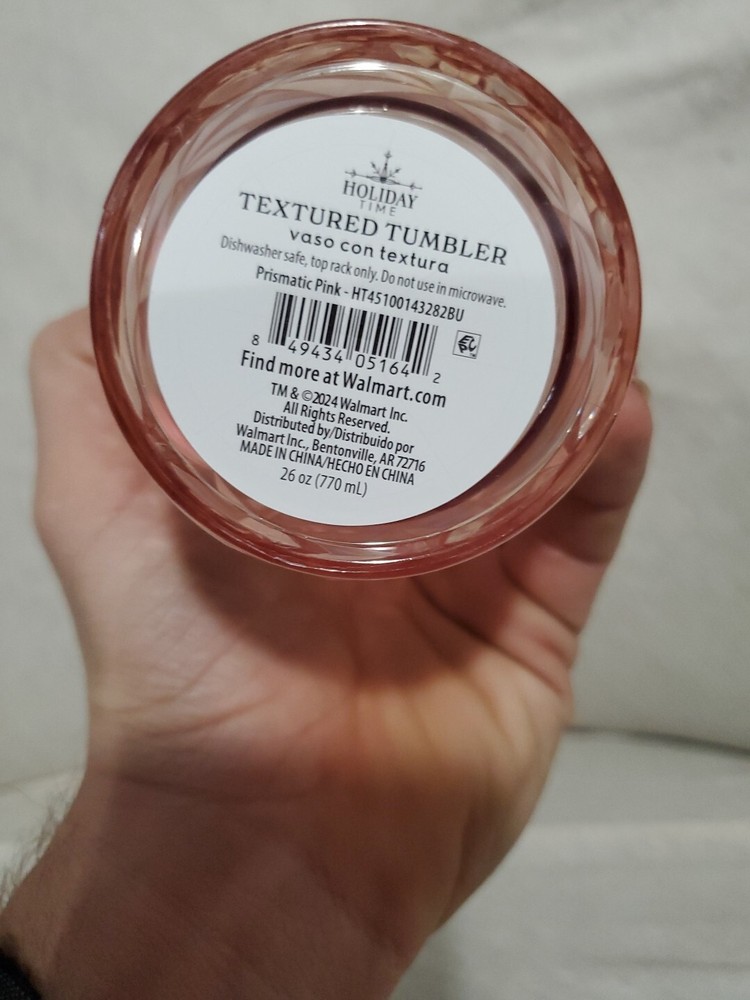 HOLIDAY
TIME
TEXTURED TUMBLER
vaso con textura
Dishwasher safe, top rack only. Do not use in microwave.
Prismatic Pink - HT45100143282BU
8 49434 05164 2
Find more at Walmart.com
TM & ©2024 Walmart Inc.
All Rights Reserved.
Distributed by/Distribuido por
Walmart Inc., Bentonville, AR 72716
MADE IN CHINA/HECHO EN CHINA
26 oz (770 mL)